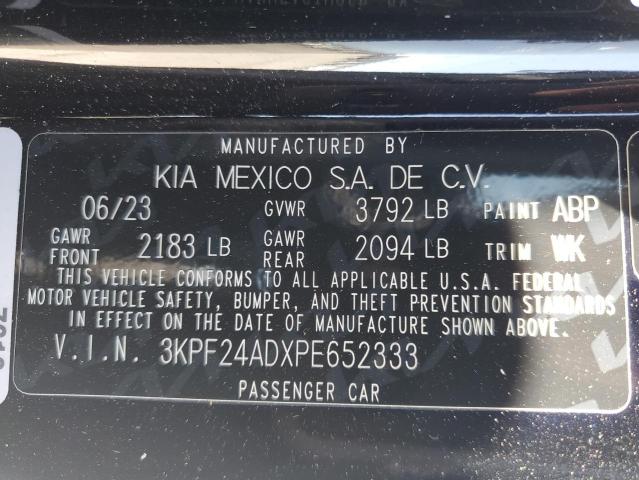 MANUFACTURED BY
KIA MEXICO S.A. DE C.V.
06/23 GVWR 3792 LB PAINT ABP
GAWR FRONT 2183 LB GAWR REAR 2094 LB TRIM WK
THIS VEHICLE CONFORMS TO ALL APPLICABLE U.S.A. FEDERAL
MOTOR VEHICLE SAFETY, BUMPER, AND THEFT PREVENTION STANDARDS
IN EFFECT ON THE DATE OF MANUFACTURE SHOWN ABOVE.
V.I.N. 3KPF24ADXPE652333
PASSENGER CAR